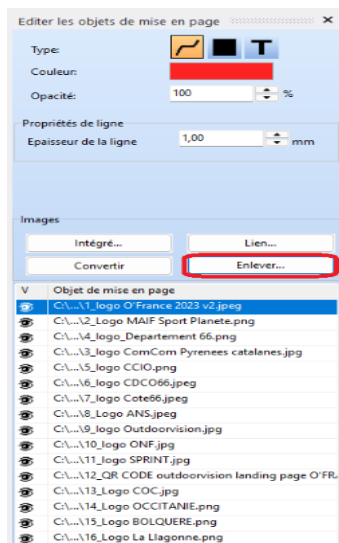 Editer les objets de mise en page
Type:
T
Couleur:
Opacité:
100
%
Propriétés de ligne
Epaisseur de la ligne
1,00
mm
Images
Intégré...
Lien...
Convertir
Enlever...
V
Objet de mise en page
C:\...\1_logo O'France 2023 v2.jpeg
C:\...\2_Logo MAIF Sport Planete.png
C:\...\4_logo_Departement 66.png
C:\...\3_logo ComCom Pyrenees catalanes.jpg
C:\...\5_logo CCIO.png
C:\...\6_logo CDCO66.jpeg
C:\...\7_logo Cote66.jpeg
C:\...\8_Logo ANS.jpeg
C:\...\9_logo Outdoorvision.jpg
C:\...\10_logo ONF.jpg
C:\...\11_logo SPRINT.jpg
C:\...\12_QR CODE outdoorvision landing page O'FR
C:\...\13_Logo COC.jpg
C:\...\14_Logo OCCITANIE.png
C:\...\15_Logo BOLQUERE.png
C:\...\16_Logo La Llagonne.png